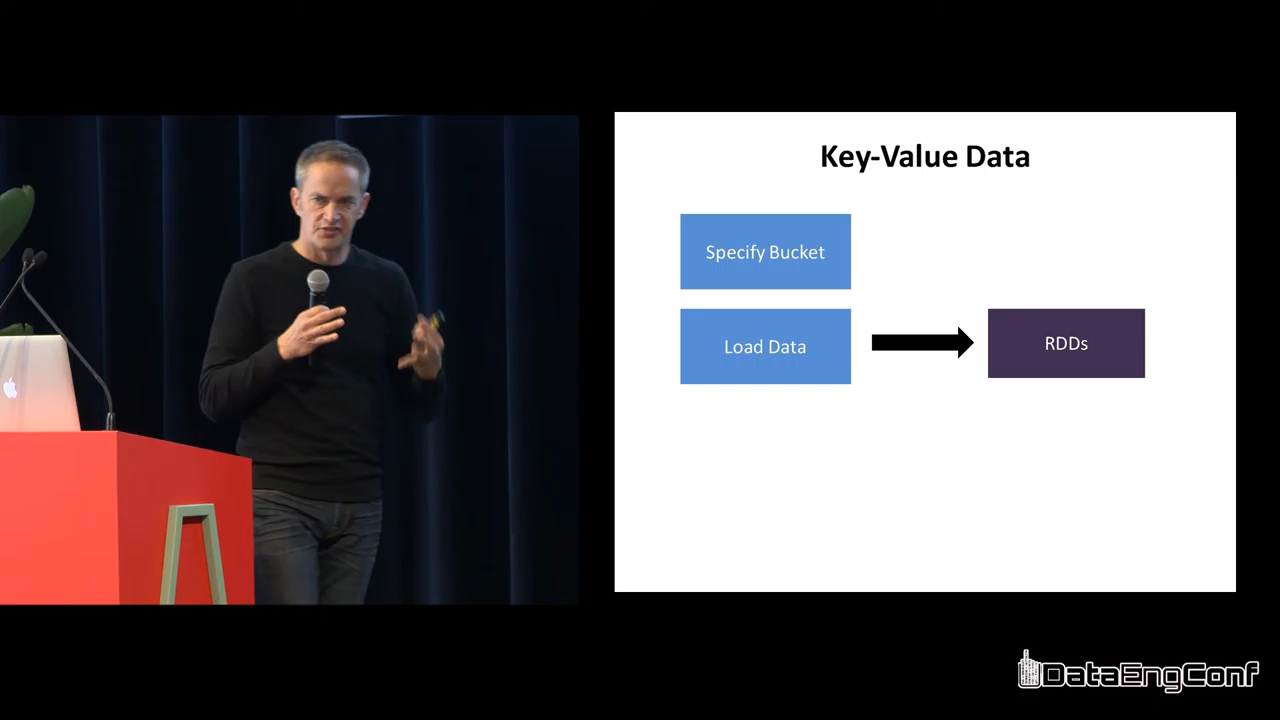 Key-Value Data
Specify Bucket
Load Data
RDDs
DataEngConf